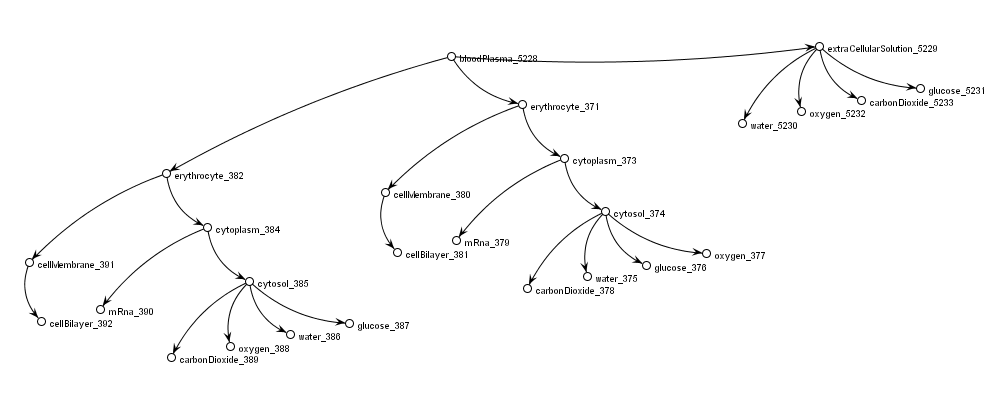 extraCellularSolution_5229
bloodPlasma_5228
glucose_5231
carbonDioxide_5233
erythrocyte_371
oxygen_5232
water_5230
cytoplasm_373
erythrocyte_382
cellMembrane_380
cytosol_374
cytoplasm_384
mRna_379
cellBilayer_381
oxygen_377
cellMembrane_391
glucose_376
water_375
cytosol_385
carbonDioxide_378
mRna_390
cellBilayer_392
glucose_387
water_386
oxygen_388
carbonDioxide_389